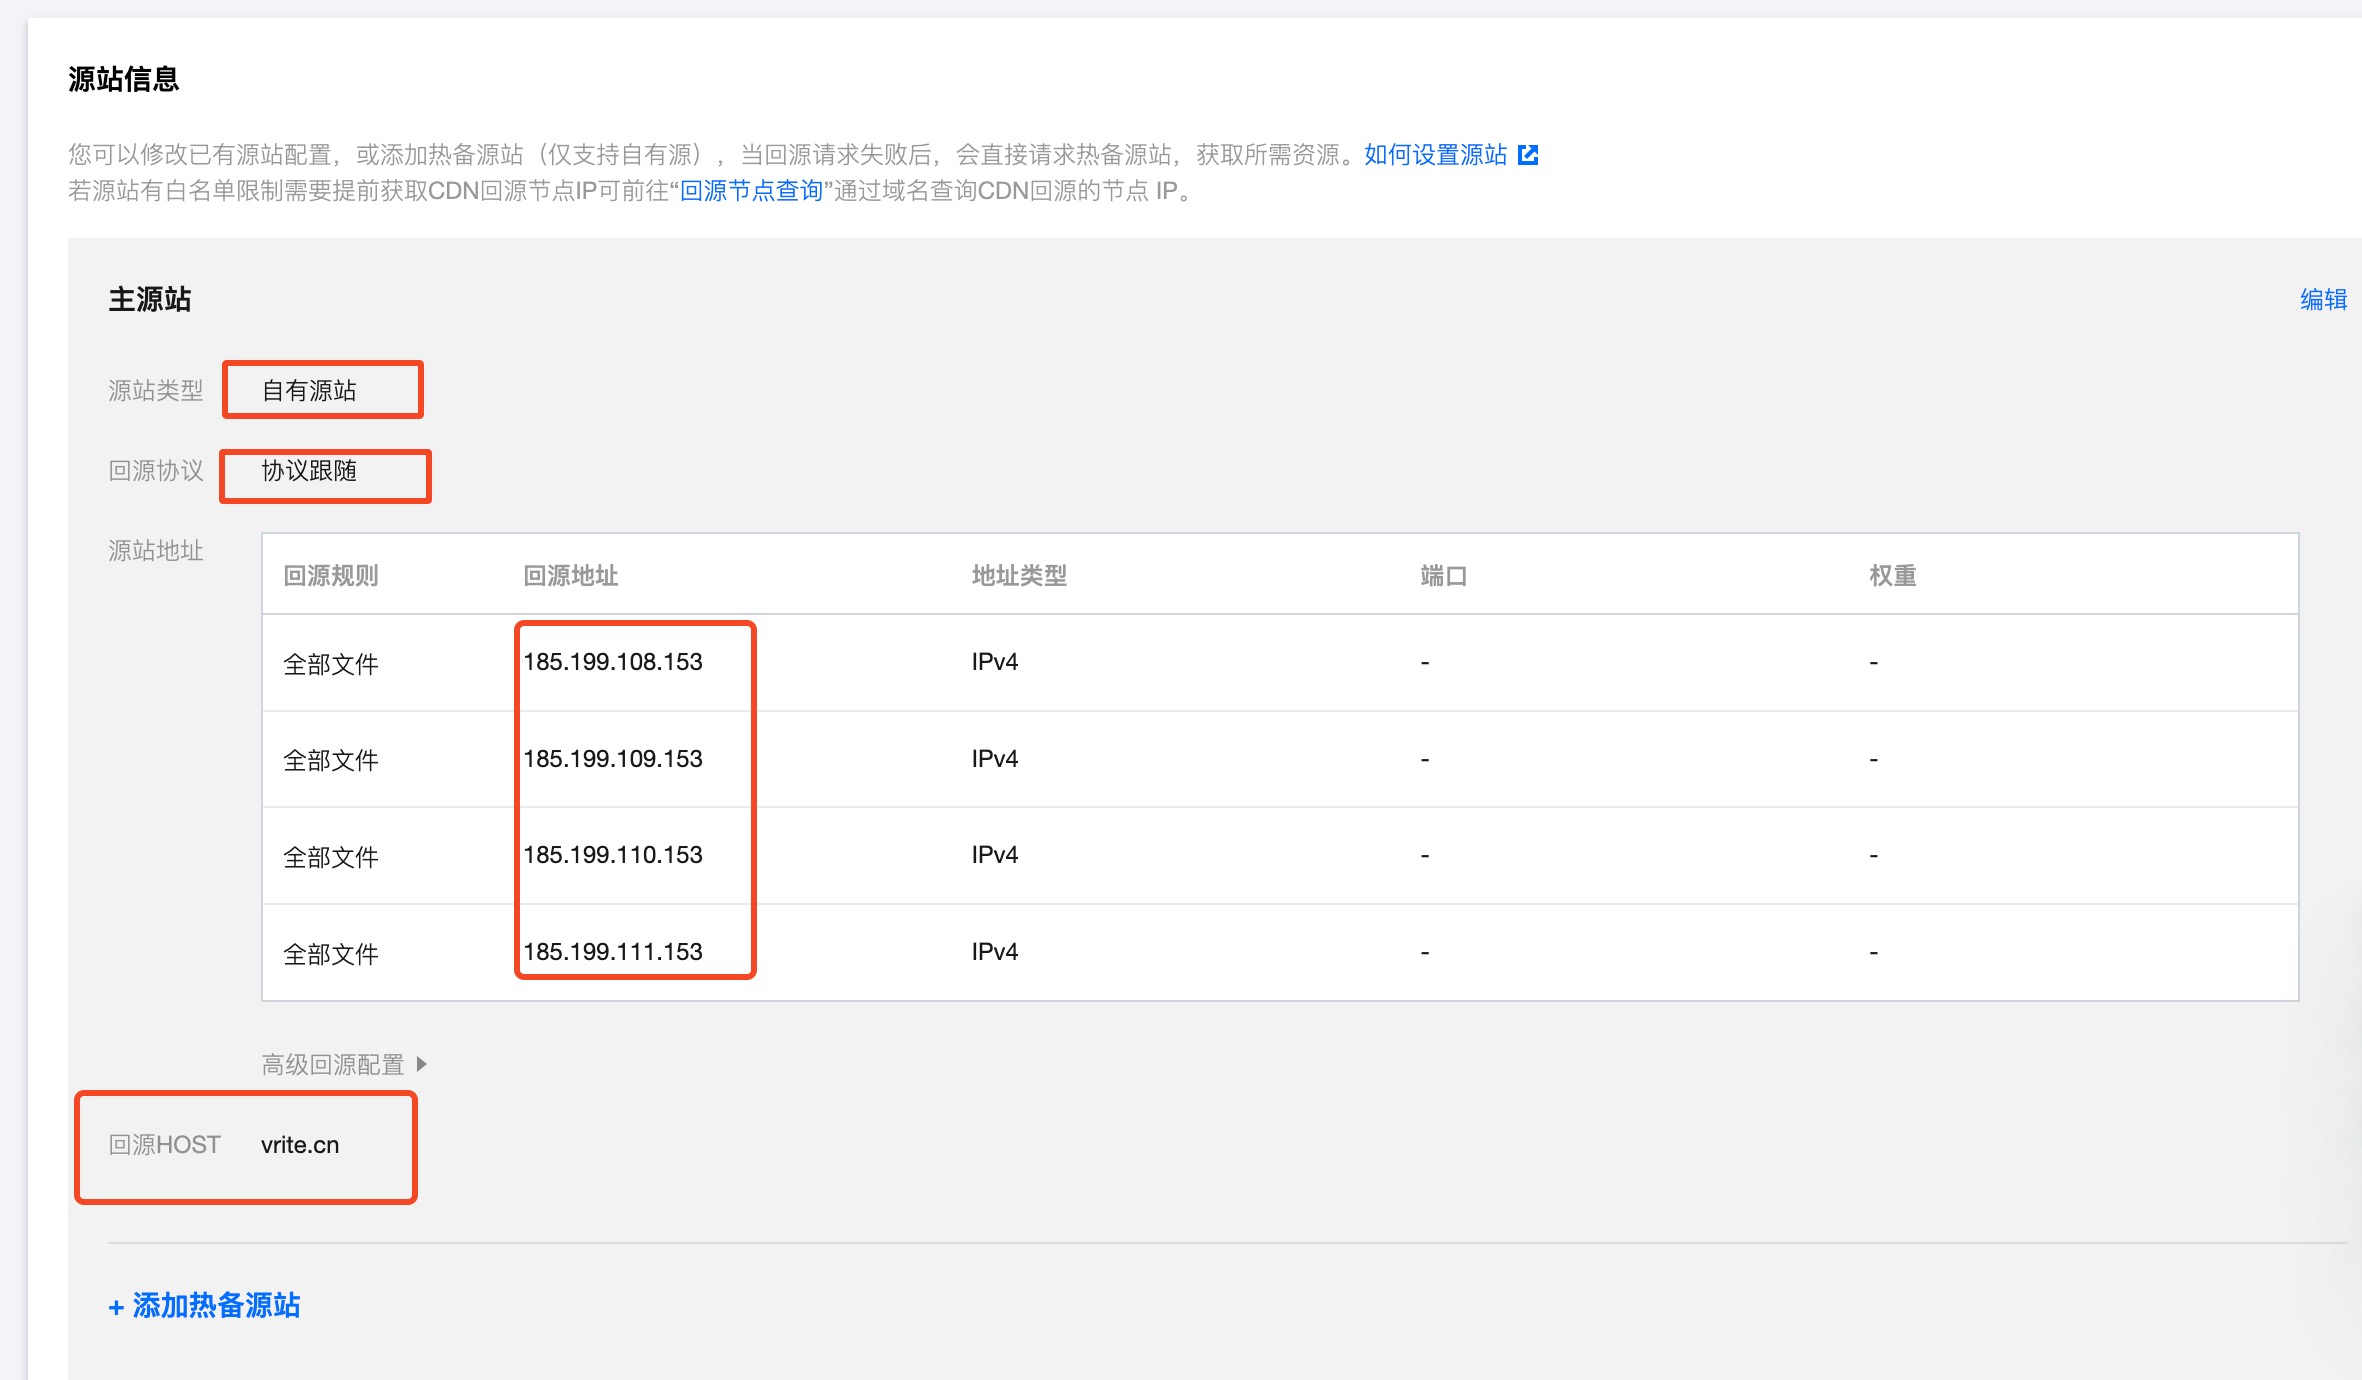 源站信息
您可以修改已有源站配置，或添加热备源站（仅支持自有源），当回源请求失败后，会直接请求热备源站，获取所需资源。如何设置源站
若源站有白名单限制需要提前获取CDN回源节点IP可前往“回源节点查询”通过域名查询CDN回源的节点 IP。
主源站
编辑
源站类型 自有源站
回源协议 协议跟随
源站地址
回源规则 回源地址 地址类型 端口 权重
全部文件 185.199.108.153 IPv4 - -
全部文件 185.199.109.153 IPv4 - -
全部文件 185.199.110.153 IPv4 - -
全部文件 185.199.111.153 IPv4 - -
高级回源配置
回源HOST vrite.cn
+ 添加热备源站